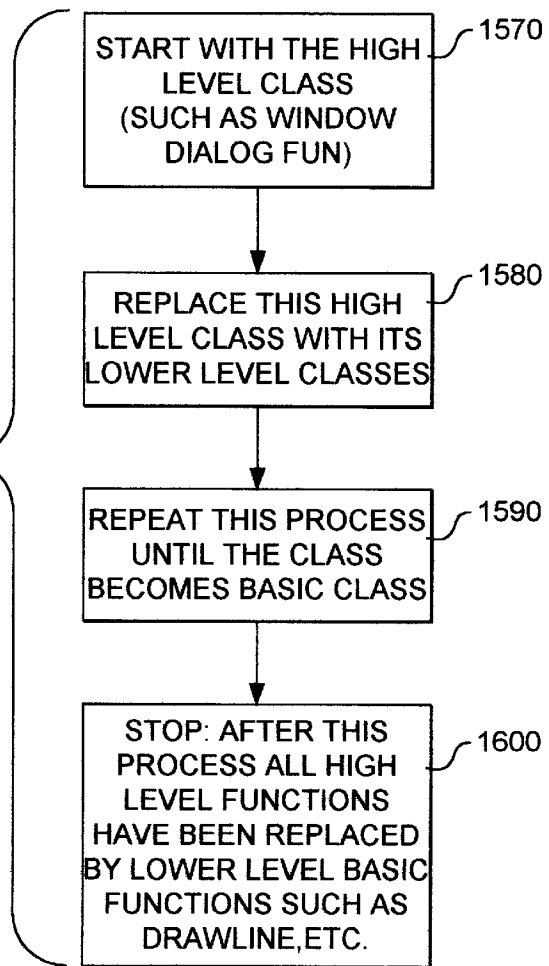 1570
START WITH THE HIGH
LEVEL CLASS
(SUCH AS WINDOW
DIALOG FUN)
1580
REPLACE THIS HIGH
LEVEL CLASS WITH ITS
LOWER LEVEL CLASSES
1590
REPEAT THIS PROCESS
UNTIL THE CLASS
BECOMES BASIC CLASS
1600
STOP: AFTER THIS
PROCESS ALL HIGH
LEVEL FUNCTIONS
HAVE BEEN REPLACED
BY LOWER LEVEL BASIC
FUNCTIONS SUCH AS
DRAWLINE,ETC.